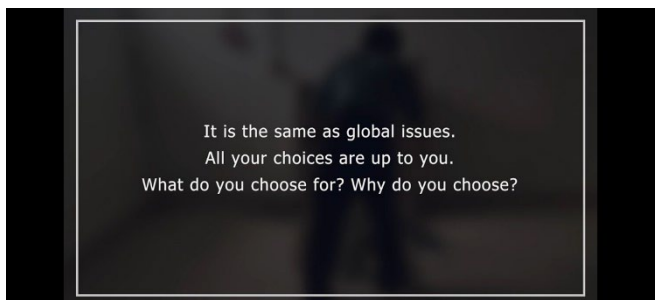 It is the same as global issues.
All your choices are up to you.
What do you choose for? Why do you choose?